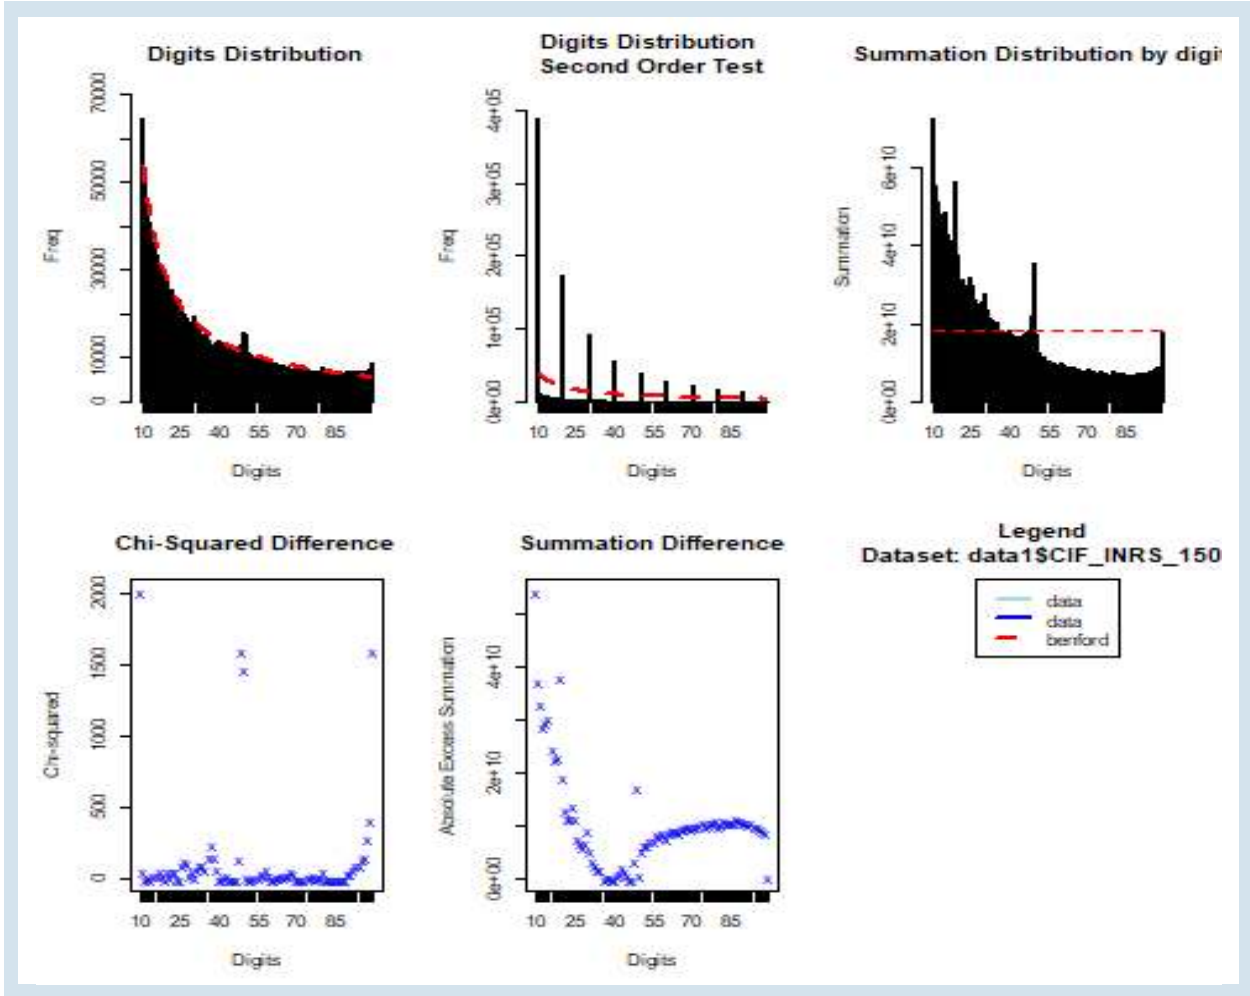 Digits Distribution
Freq
70000
50000
30000
10000
0
10 25 40 55 70 85
Digits
Digits Distribution
Second Order Test
Freq
4e+05
3e+05
2e+05
1e+05
0e+00
10 25 40 55 70 85
Digits
Summation Distribution by digi
Summation
6e+10
4e+10
2e+10
0e+00
10 25 40 55 70 85
Digits
Chi-Squared Difference
Chi-squared
2000
1500
1000
500
0
10 25 40 55 70 85
Digits
Summation Difference
Absolute Excess Summation
4e+10
2e+10
0e+00
10 25 40 55 70 85
Digits
Legend
Dataset: data1$CIF_INRS_150
data
data
benford